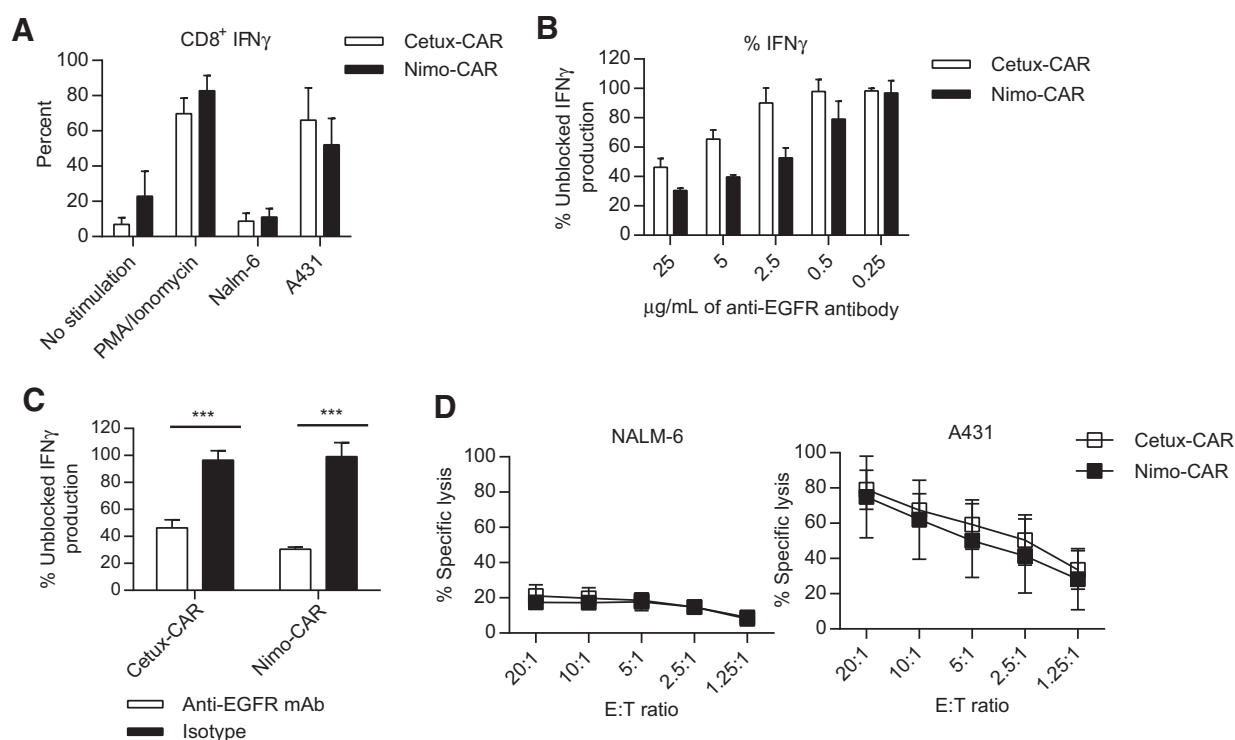 A
CD8+ IFNγ
Cetux-CAR
Nimo-CAR
Percent
100
80
60
40
20
0
No stimulation
PMA/Ionomycin
Nalm-6
A431
B
% IFNγ
Cetux-CAR
Nimo-CAR
% Unblocked IFNγ
production
120
100
80
60
40
20
0
25
5
2.5
0.5
0.25
μg/mL of anti-EGFR antibody
C
% Unblocked IFNγ
production
120
100
80
60
40
20
0
***
***
Cetux-CAR
Nimo-CAR
Anti-EGFR mAb
Isotype
D
NALM-6
% Specific lysis
100
80
60
40
20
0
20:1
10:1
5:1
2.5:1
1.25:1
E:T ratio
A431
Cetux-CAR
Nimo-CAR
% Specific lysis
100
80
60
40
20
0
20:1
10:1
5:1
2.5:1
1.25:1
E:T ratio